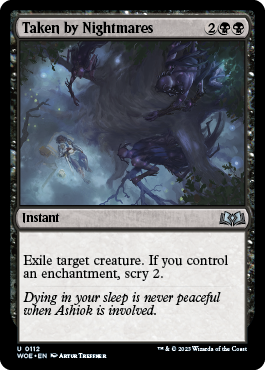 Taken by Nightmares 2
Instant
Exile target creature. If you control
an enchantment, scry 2.
Dying in your sleep is never peaceful
when Ashiok is involved.
U 0112
WOE • EN Artur Treffner
™ & © 2023 Wizards of the Coast